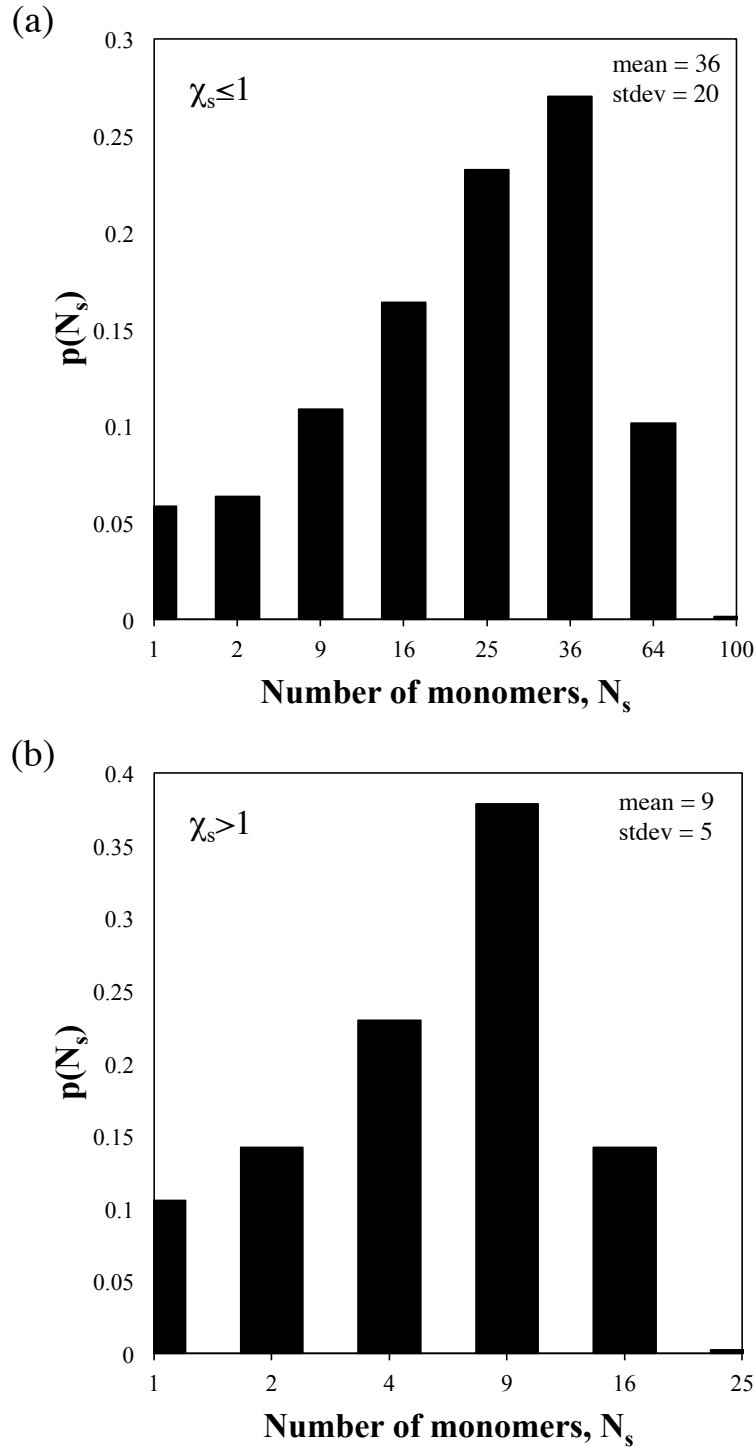 (a)
0.3
0.25
0.2
0.15
0.1
0.05
0
p(Nₛ)
χₛ≤1
mean = 36
stdev = 20
1 2 9 16 25 36 64 100
Number of monomers, Nₛ
(b)
0.4
0.35
0.3
0.25
0.2
0.15
0.1
0.05
0
p(Nₛ)
χₛ>1
mean = 9
stdev = 5
1 2 4 9 16 25
Number of monomers, Nₛ